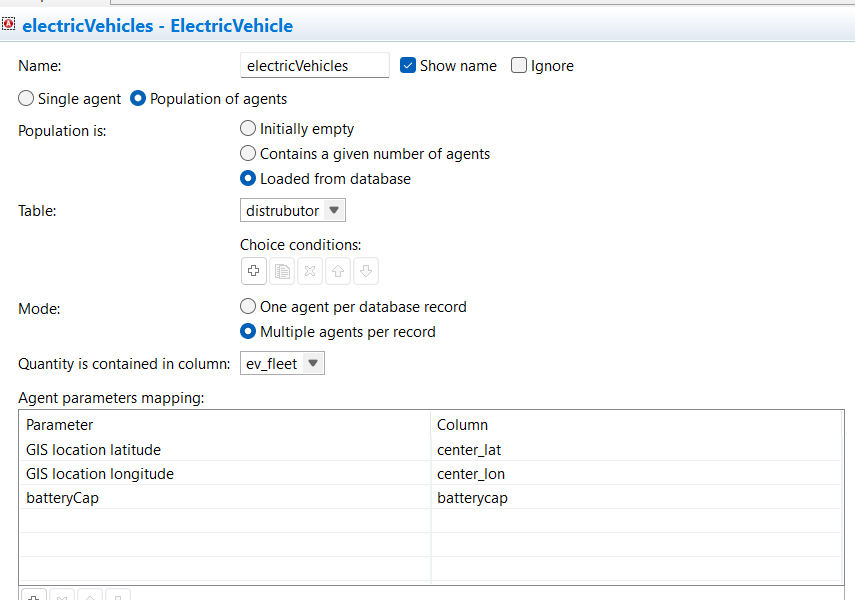 electricVehicles - ElectricVehicle
Name: electricVehicles Show name Ignore
Single agent Population of agents
Population is: Initially empty
Contains a given number of agents
Loaded from database
Table: distrubutor
Choice conditions:
Mode: One agent per database record
Multiple agents per record
Quantity is contained in column: ev_fleet
Agent parameters mapping:
Parameter Column
GIS location latitude center_lat
GIS location longitude center_lon
batteryCap batterycap